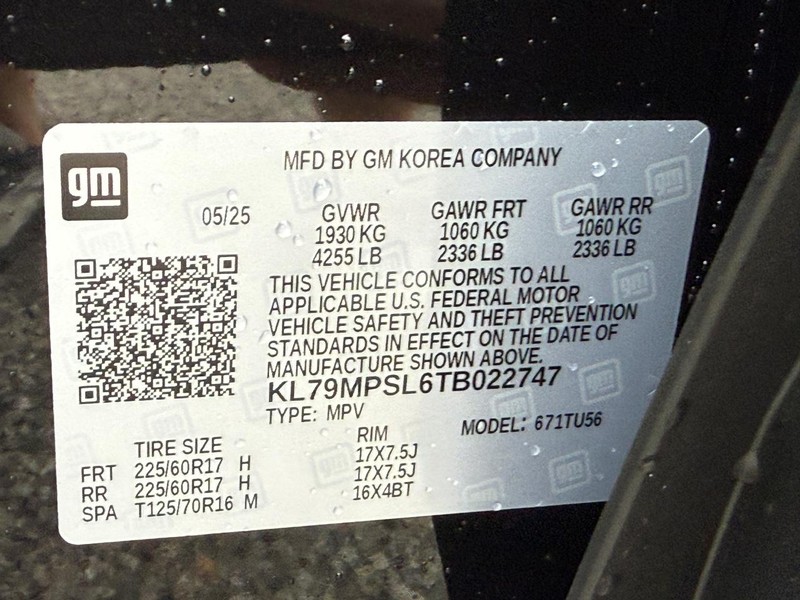 gm
MFD BY GM KOREA COMPANY
05/25 GVWR GAWR FRT GAWR RR
1930 KG 1060 KG 1060 KG
4255 LB 2336 LB 2336 LB
THIS VEHICLE CONFORMS TO ALL
APPLICABLE U.S. FEDERAL MOTOR
VEHICLE SAFETY AND THEFT PREVENTION
STANDARDS IN EFFECT ON THE DATE OF
MANUFACTURE SHOWN ABOVE.
KL79MPSL6TB022747
TYPE: MPV MODEL: 671TU56
TIRE SIZE RIM
FRT 225/60R17 H 17X7.5J
RR 225/60R17 H 17X7.5J
SPA T125/70R16 M 16X4BT